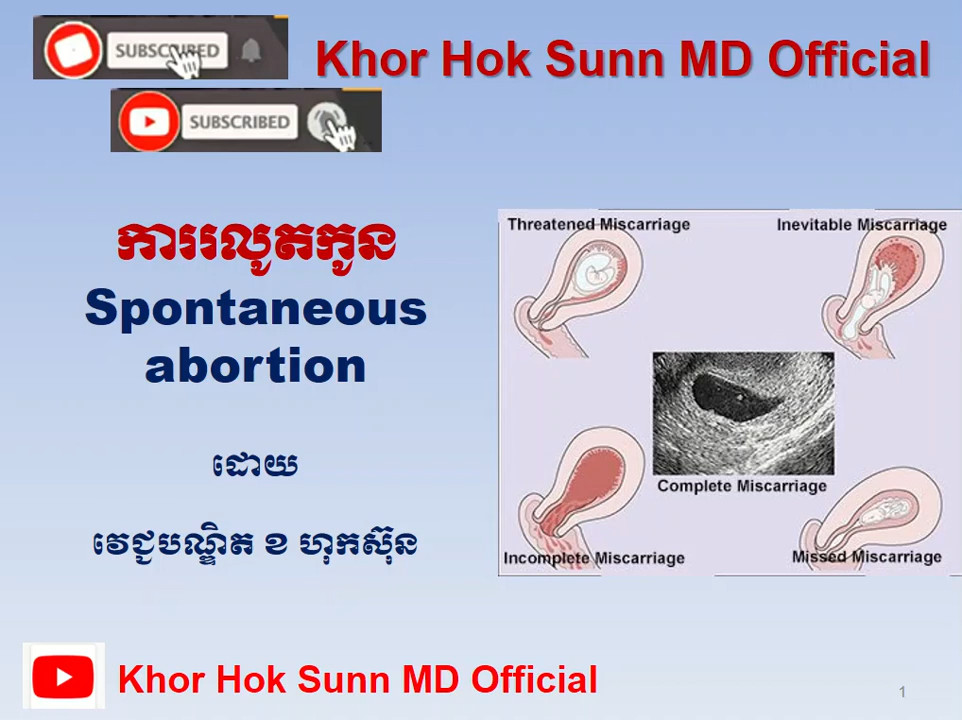 SUBSCRIBED
Khor Hok Sunn MD Official
SUBSCRIBED
ការរលូតកូន
Spontaneous
abortion
ដោយ
វេជ្ជបណ្ឌិត ខ ហុកស៊ុន
Threatened Miscarriage
Inevitable Miscarriage
Complete Miscarriage
Incomplete Miscarriage
Missed Miscarriage
Khor Hok Sunn MD Official
1